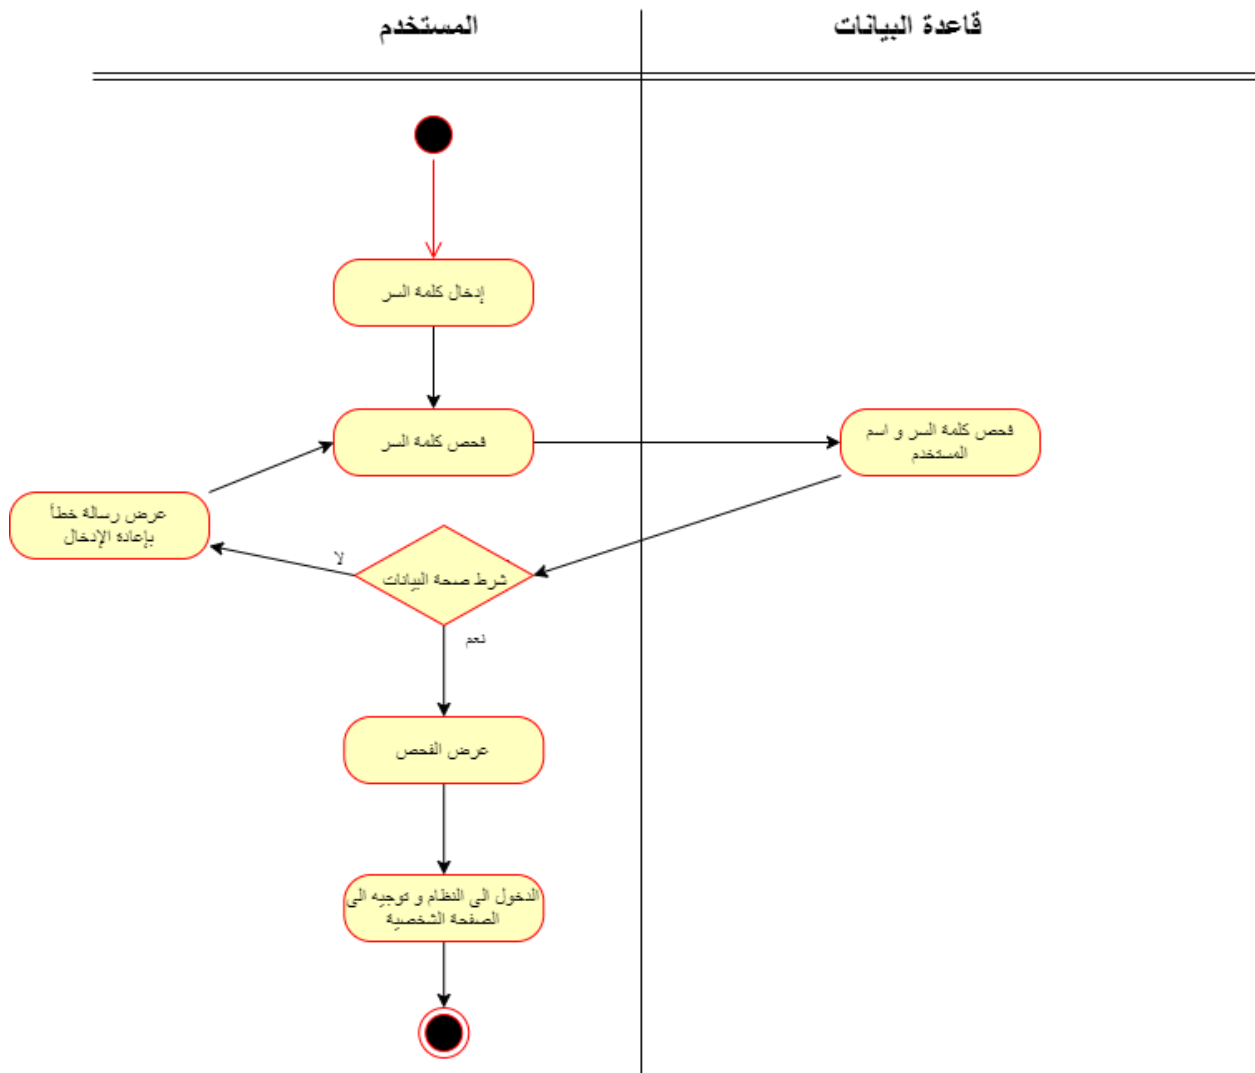 المستخدم
قاعدة البيانات
إدخال كلمة السر
فحص كلمة السر
فحص كلمة السر و اسم
المستخدم
عرض رسالة خطأ
بإعادة الإدخال
لا
شرط صحة البيانات
نعم
عرض الفحص
الدخول الى النظام و توجيه الى
الصفحة الشخصية